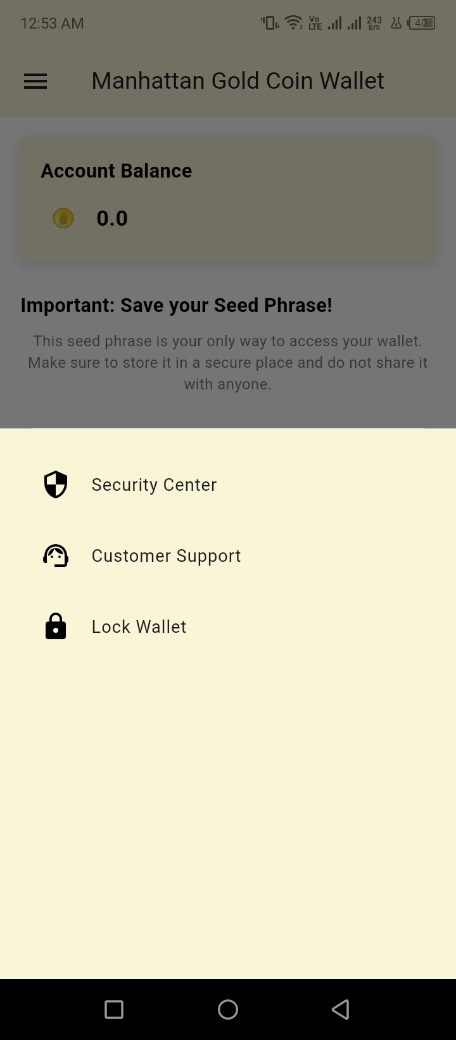 12:53 AM
Vo LTE
243 B/S
40
Manhattan Gold Coin Wallet
Account Balance
0.0
Important: Save your Seed Phrase!
This seed phrase is your only way to access your wallet.
Make sure to store it in a secure place and do not share it
with anyone.
Security Center
Customer Support
Lock Wallet